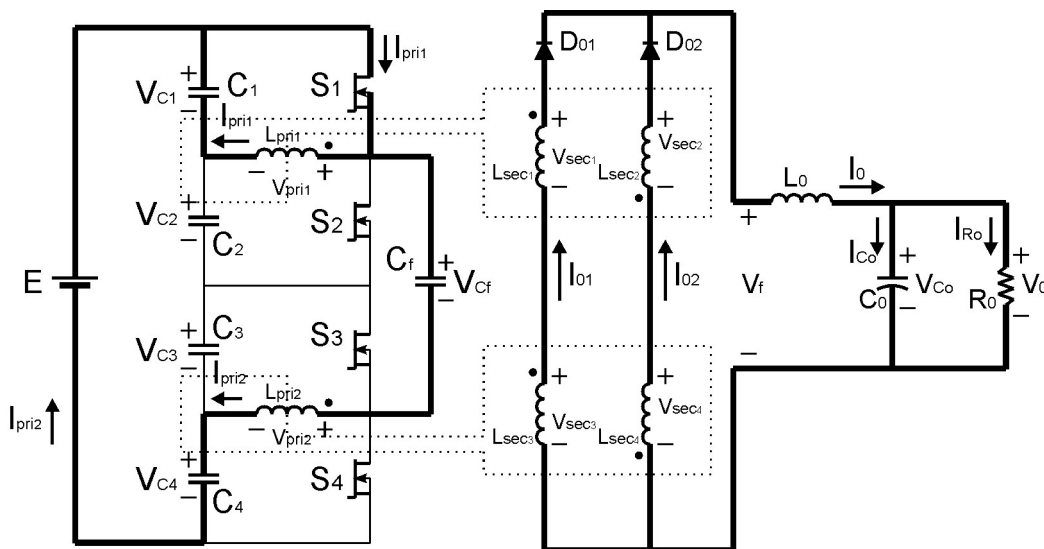 Ipri1
D01
D02
+
VC1
−
C1
S1
Ipri1
Lpri1
−
+
Vpri1
+
Vsec1
−
Lsec1
+
Vsec2
−
Lsec2
L0
I0
+
VC2
−
C2
S2
Cf
+
VCf
−
E
I01
I02
+
Vf
−
ICo
IRo
+
VCo
−
C0
R0
+
V0
−
+
VC3
−
C3
S3
Ipri2
Lpri2
−
+
Vpri2
+
Vsec3
−
Lsec3
+
Vsec4
−
Lsec4
Ipri2
+
VC4
−
C4
S4